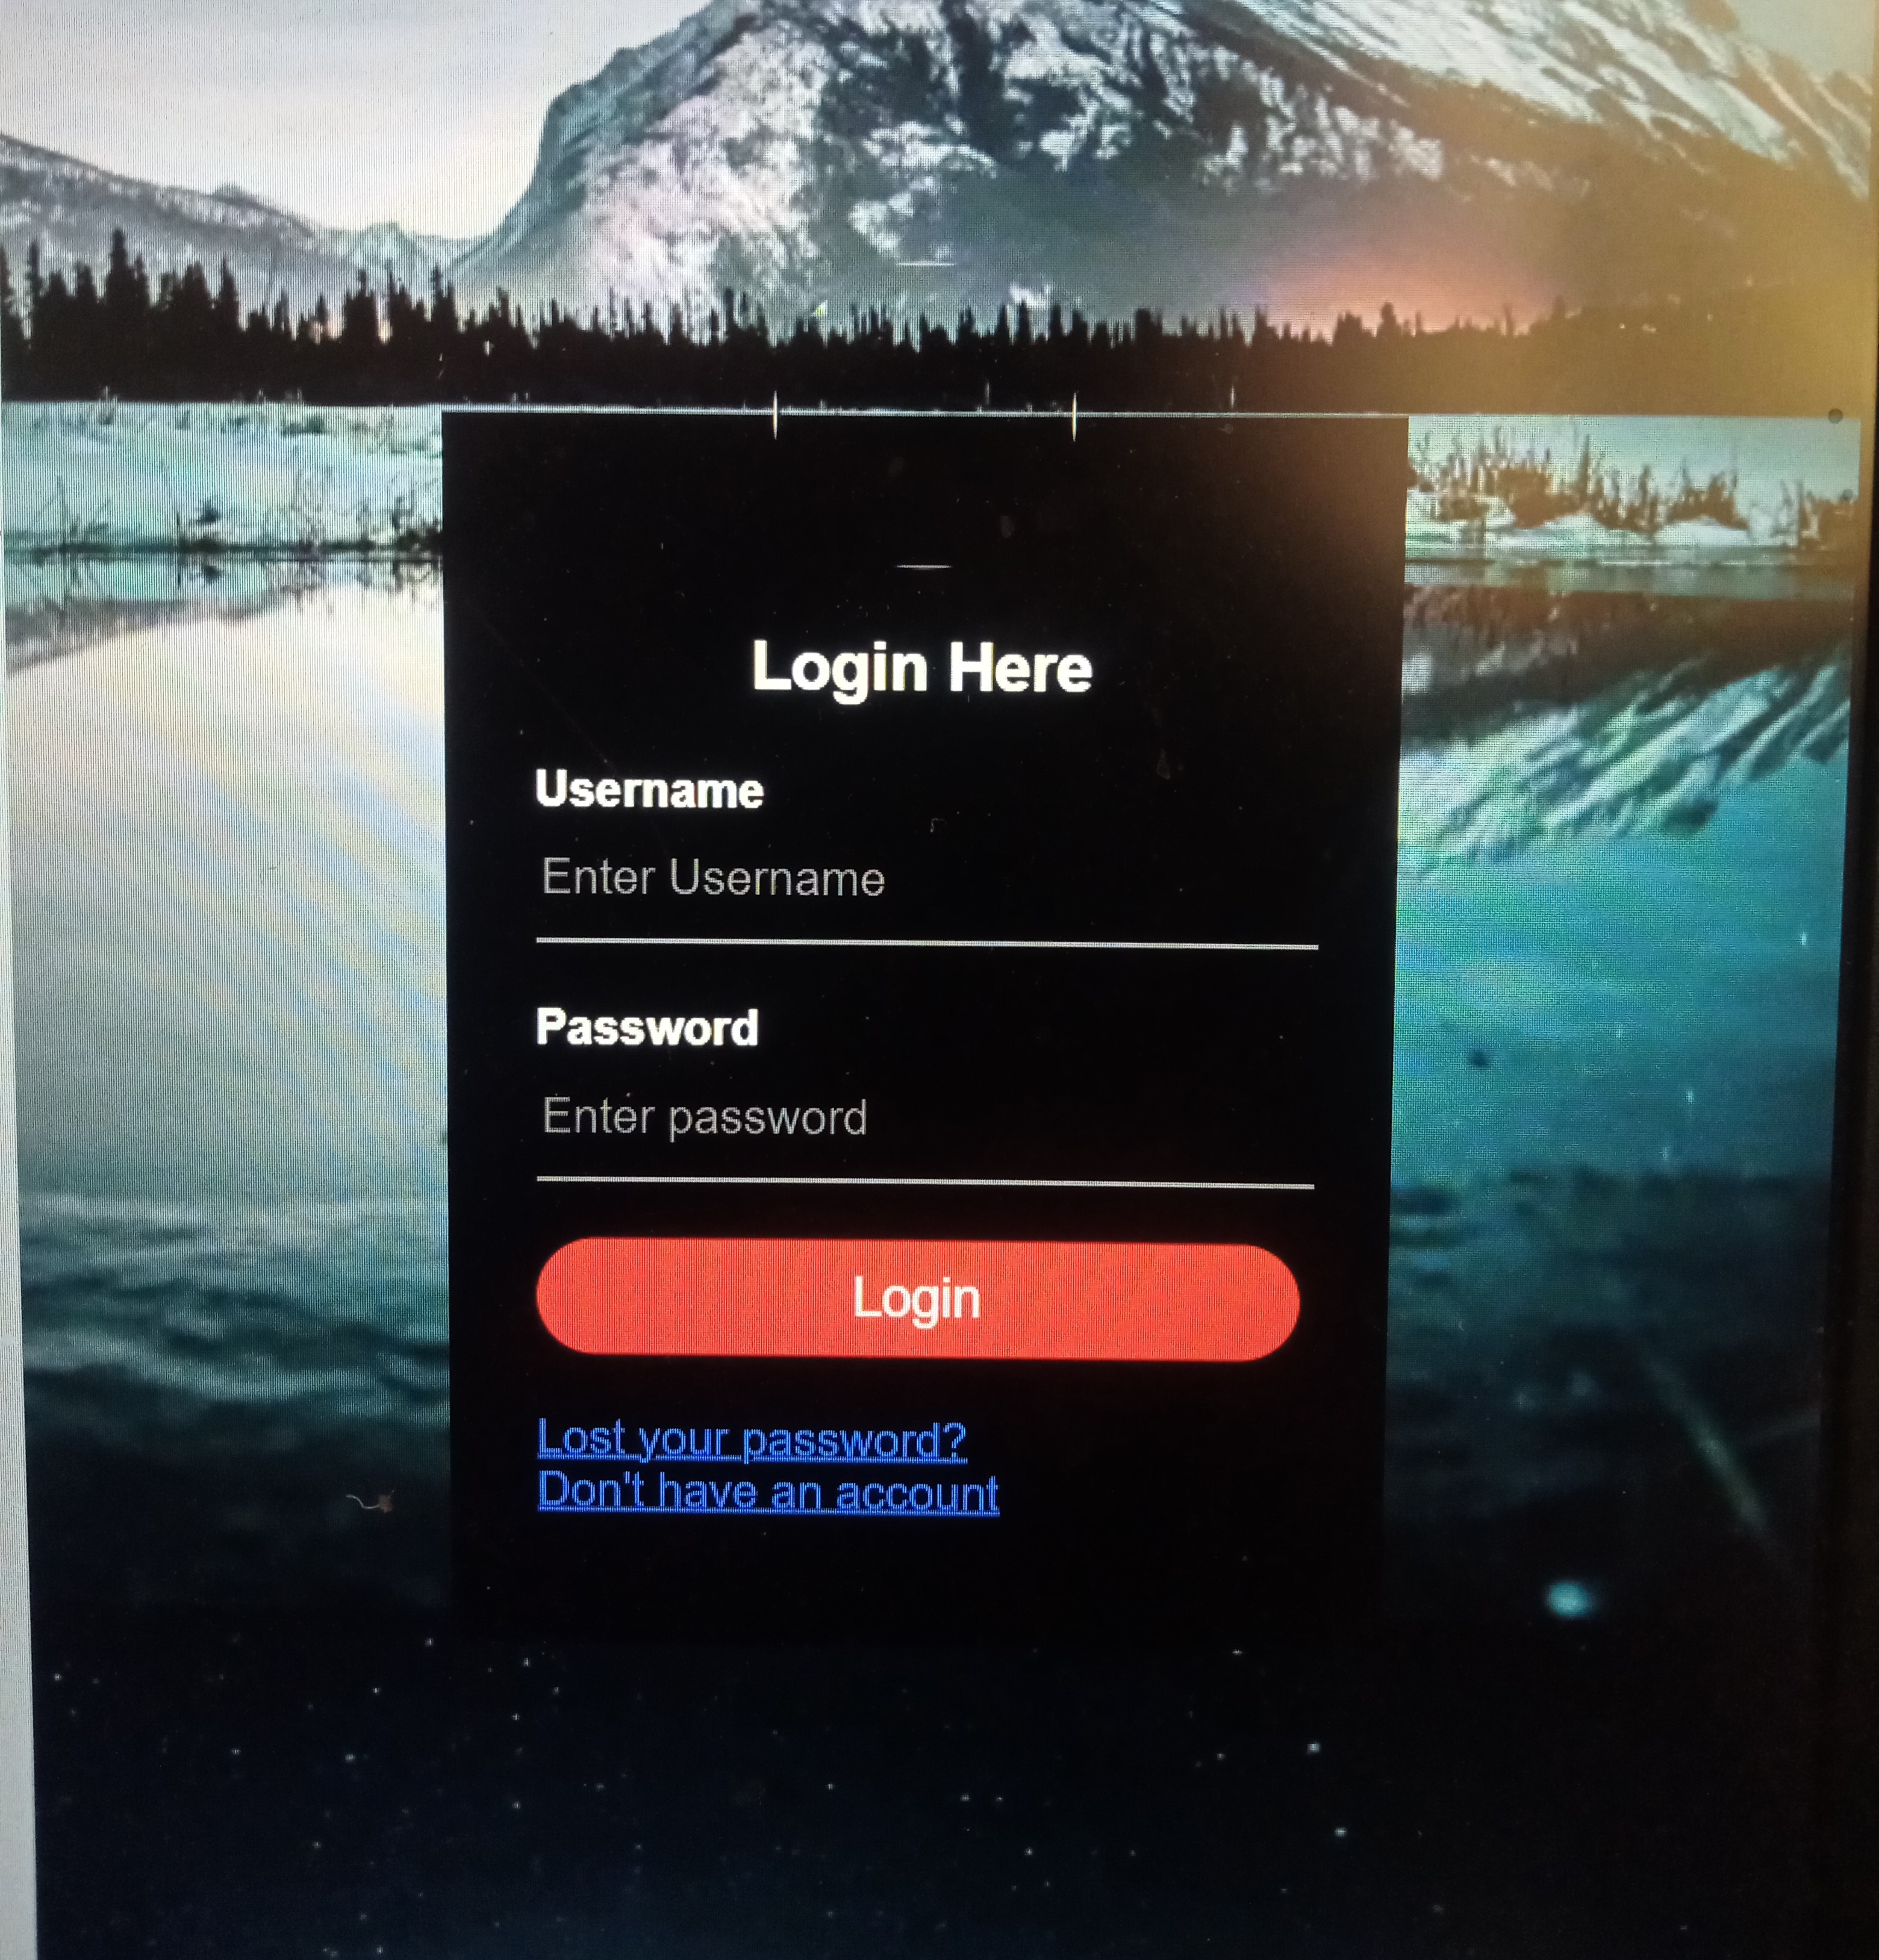 Login Here
Username
Enter Username
Password
Enter password
Login
Lost your password?
Don't have an account